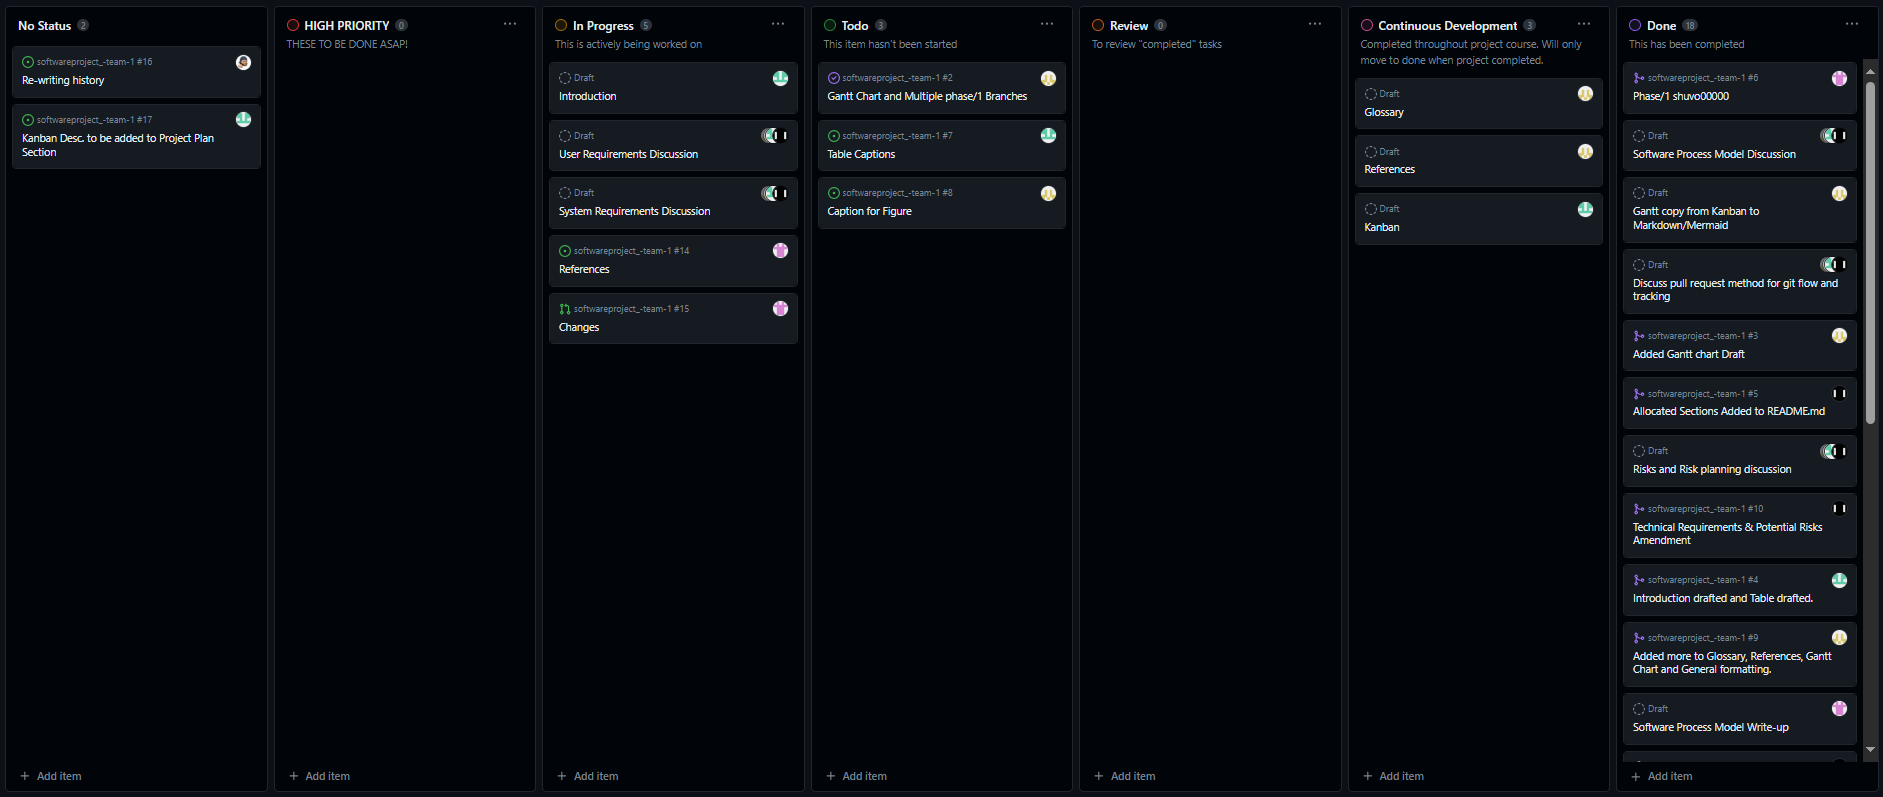 No Status 2
softwareproject_-team-1 #16
Re-writing history
softwareproject_-team-1 #17
Kanban Desc. to be added to Project Plan
Section
Add item
HIGH PRIORITY 0
THESE TO BE DONE ASAP!
Add item
In Progress 5
This is actively being worked on
Draft
Introduction
Draft
User Requirements Discussion
Draft
System Requirements Discussion
softwareproject_-team-1 #14
References
softwareproject_-team-1 #15
Changes
Add item
Todo 3
This item hasn't been started
softwareproject_-team-1 #2
Gantt Chart and Multiple phase/1 Branches
softwareproject_-team-1 #7
Table Captions
softwareproject_-team-1 #8
Caption for Figure
Add item
Review 0
To review "completed" tasks
Add item
Continuous Development 3
Completed throughout project course. Will only
move to done when project completed.
Draft
Glossary
Draft
References
Draft
Kanban
Add item
Done 18
This has been completed
softwareproject_-team-1 #6
Phase/1 shuvo00000
Draft
Software Process Model Discussion
Draft
Gantt copy from Kanban to
Markdown/Mermaid
Draft
Discuss pull request method for git flow and
tracking
softwareproject_-team-1 #3
Added Gantt chart Draft
softwareproject_-team-1 #5
Allocated Sections Added to README.md
Draft
Risks and Risk planning discussion
softwareproject_-team-1 #10
Technical Requirements & Potential Risks
Amendment
softwareproject_-team-1 #4
Introduction drafted and Table drafted.
softwareproject_-team-1 #9
Added more to Glossary, References, Gantt
Chart and General formatting.
Draft
Software Process Model Write-up
Add item